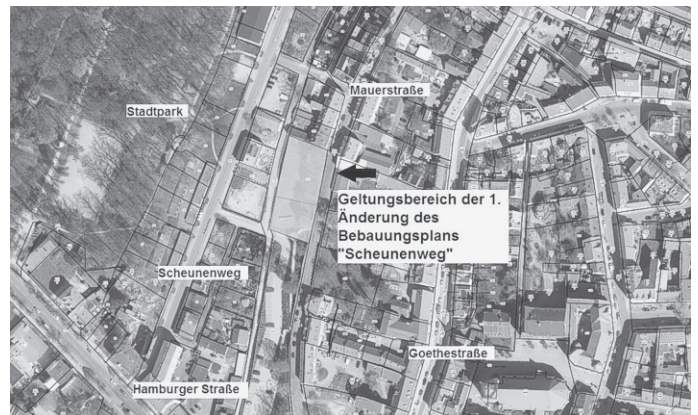 Mauerstraße
Stadtpark
Geltungsbereich der 1.
Änderung des
Bebauungsplans
"Scheunenweg"
Scheunenweg
Goethestraße
Hamburger Straße